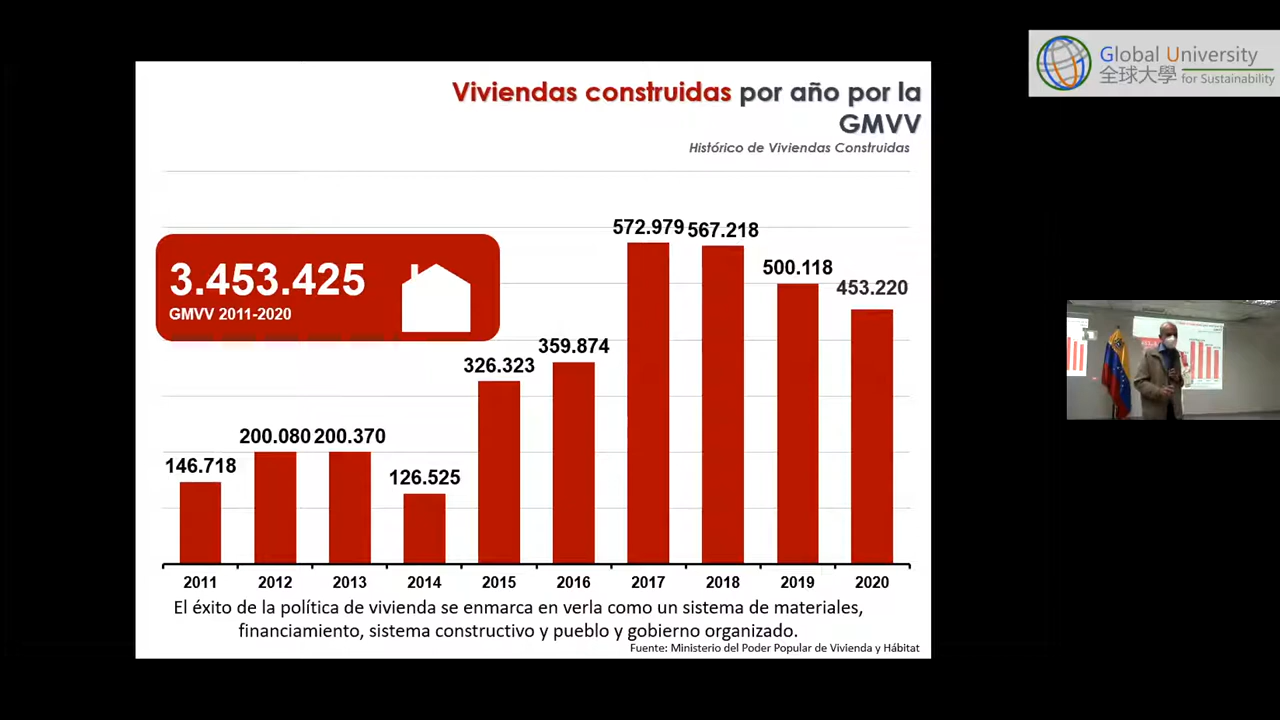 Viviendas construidas por año por la
GMVV
Histórico de Viviendas Construidas
3.453.425
GMVV 2011-2020
146.718
200.080
200.370
126.525
326.323
359.874
572.979
567.218
500.118
453.220
2011
2012
2013
2014
2015
2016
2017
2018
2019
2020
El éxito de la política de vivienda se enmarca en verla como un sistema de materiales,
financiamiento, sistema constructivo y pueblo y gobierno organizado.
Fuente: Ministerio del Poder Popular de Vivienda y Hábitat
Global University
全球大學 for Sustainability